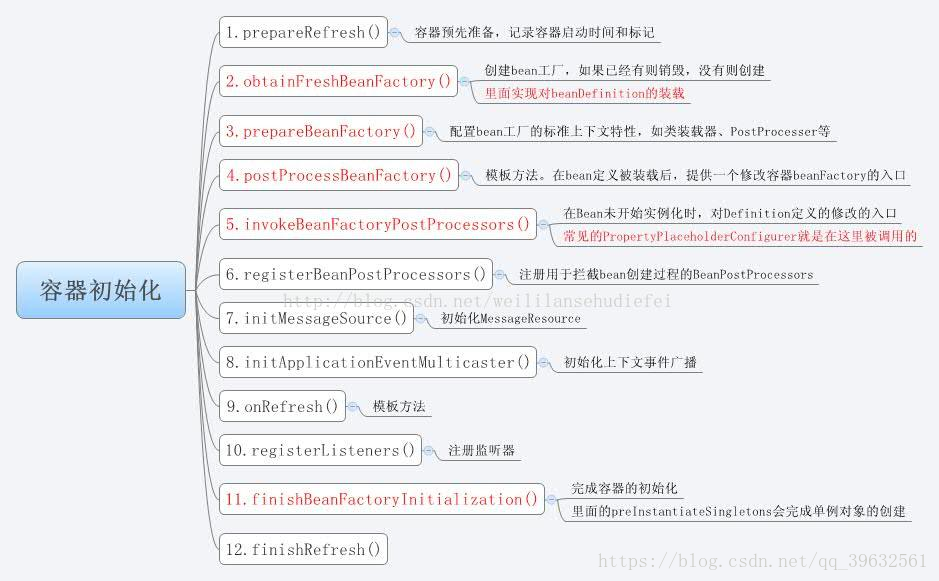 容器初始化
1.prepareRefresh()
容器预先准备，记录容器启动时间和标记
2.obtainFreshBeanFactory()
创建bean工厂，如果已经有则销毁，没有则创建
里面实现对beanDefinition的装载
3.prepareBeanFactory()
配置bean工厂的标准上下文特性，如类装载器、PostProcesser等
4.postProcessBeanFactory()
模板方法。在bean定义被装载后，提供一个修改容器beanFactory的入口
5.invokeBeanFactoryPostProcessors()
在Bean未开始实例化时，对Definition定义的修改的入口
常见的PropertyPlaceholderConfigurer就是在这里被调用的
6.registerBeanPostProcessors()
注册用于拦截bean创建过程的BeanPostProcessors
http://blog.csdn.net/weililansehudiefei
7.initMessageSource()
初始化MessageResource
8.initApplicationEventMulticaster()
初始化上下文事件广播
9.onRefresh()
模板方法
10.registerListeners()
注册监听器
11.finishBeanFactoryInitialization()
完成容器的初始化
里面的preInstantiateSingletons会完成单例对象的创建
12.finishRefresh()
https://blog.csdn.net/qq_39632561